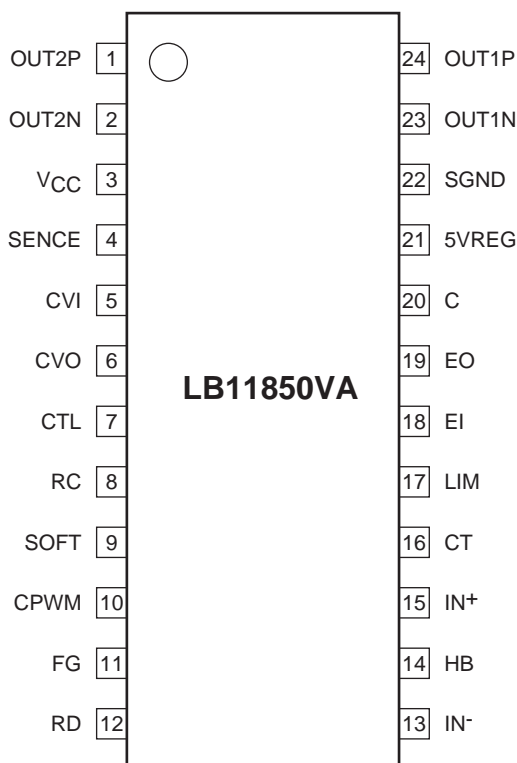 OUT2P 1 24 OUT1P
OUT2N 2 23 OUT1N
VCC 3 22 SGND
SENCE 4 21 5VREG
CVI 5 20 C
CVO 6 19 EO
LB11850VA
CTL 7 18 EI
RC 8 17 LIM
SOFT 9 16 CT
CPWM 10 15 IN+
FG 11 14 HB
RD 12 13 IN-